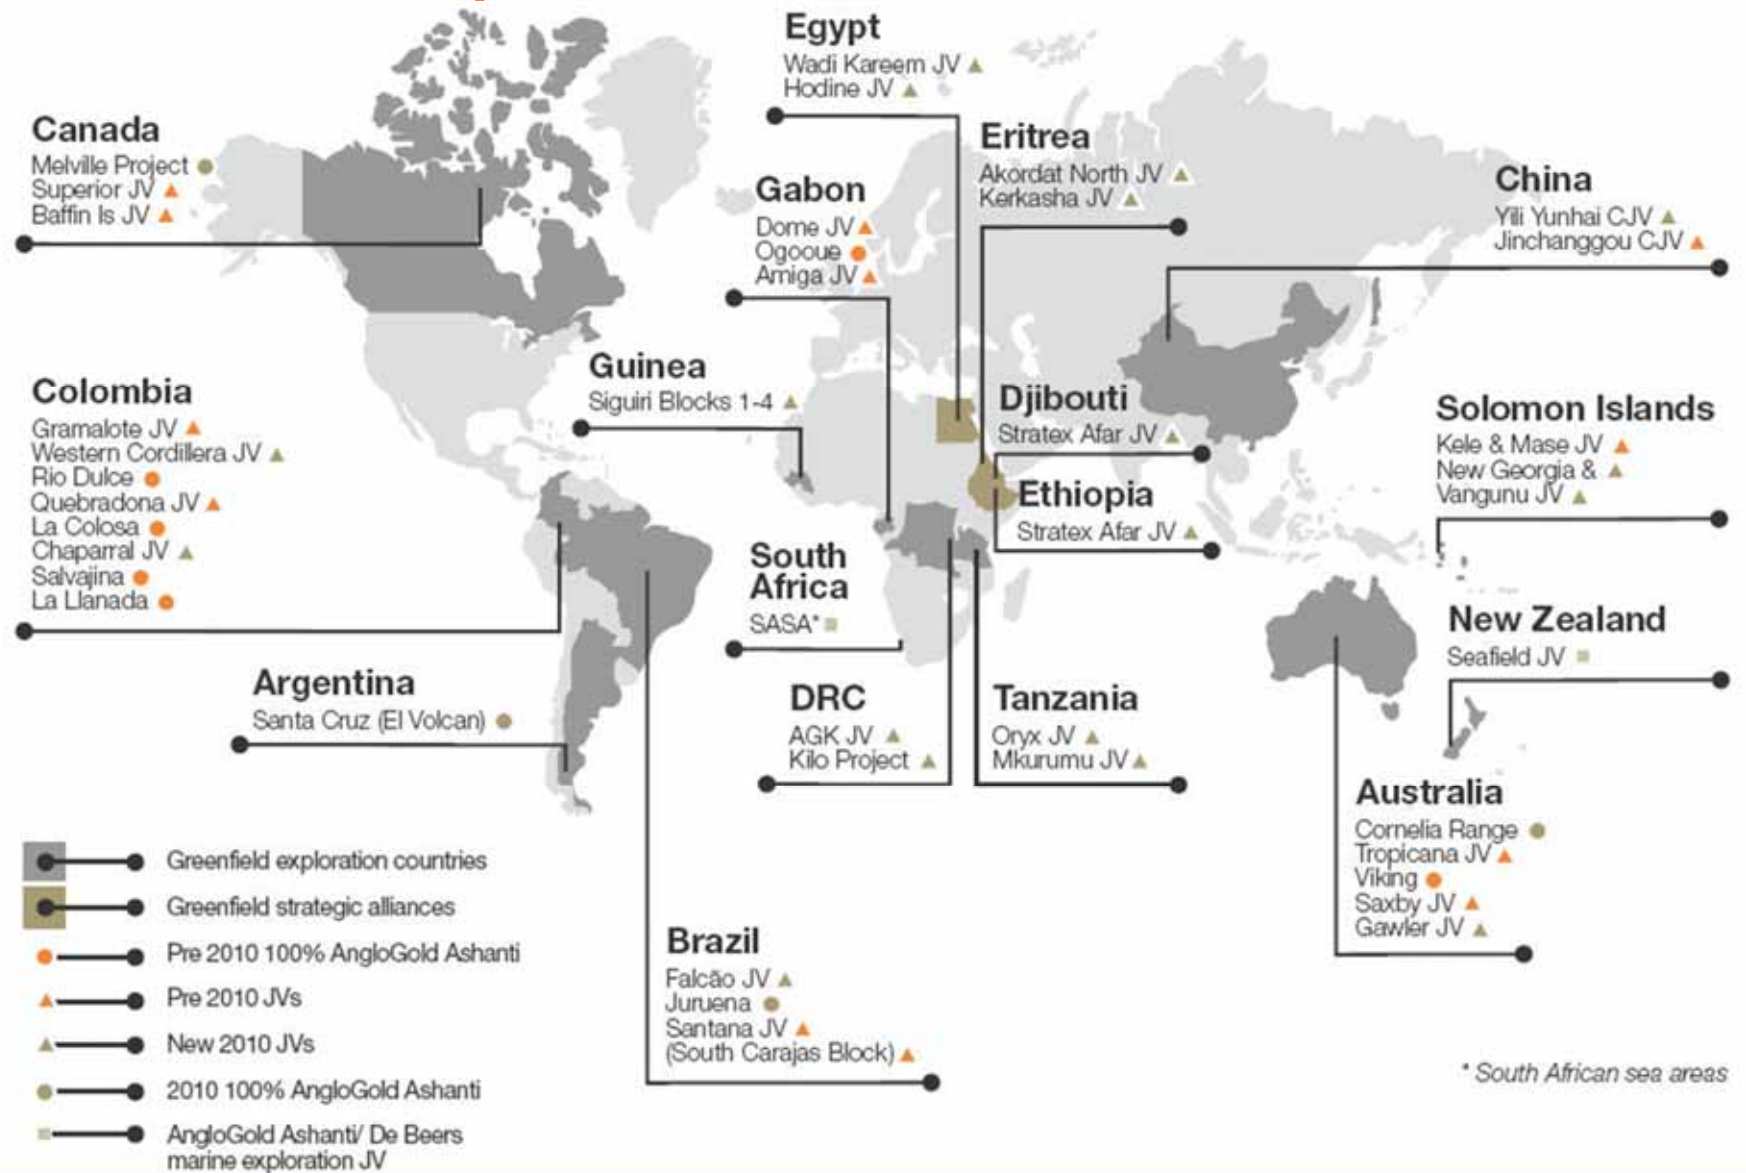 Egypt
Wadi Kareem JV
Hodine JV
Canada
Melville Project
Superior JV
Baffin Is JV
Eritrea
Akordat North JV
Kerkasha JV
Gabon
Dome JV
Ogooue
Amiga JV
China
Yili Yunhai CJV
Jinchanggou CJV
Guinea
Siguiri Blocks 1-4
Colombia
Gramalote JV
Western Cordillera JV
Rio Dulce
Quebradona JV
La Colosa
Chaparral JV
Salvajina
La Llanada
Djibouti
Stratex Afar JV
Solomon Islands
Kele & Mase JV
New Georgia &
Vangunu JV
Ethiopia
Stratex Afar JV
South
Africa
SASA*
New Zealand
Seafield JV
Argentina
Santa Cruz (El Volcan)
DRC
AGK JV
Kilo Project
Tanzania
Oryx JV
Mkurumu JV
Australia
Cornelia Range
Tropicana JV
Viking
Saxby JV
Gawler JV
Brazil
Falcão JV
Juruena
Santana JV
(South Carajas Block)
Greenfield exploration countries
Greenfield strategic alliances
Pre 2010 100% AngloGold Ashanti
Pre 2010 JVs
New 2010 JVs
2010 100% AngloGold Ashanti
AngloGold Ashanti/ De Beers
marine exploration JV
* South African sea areas